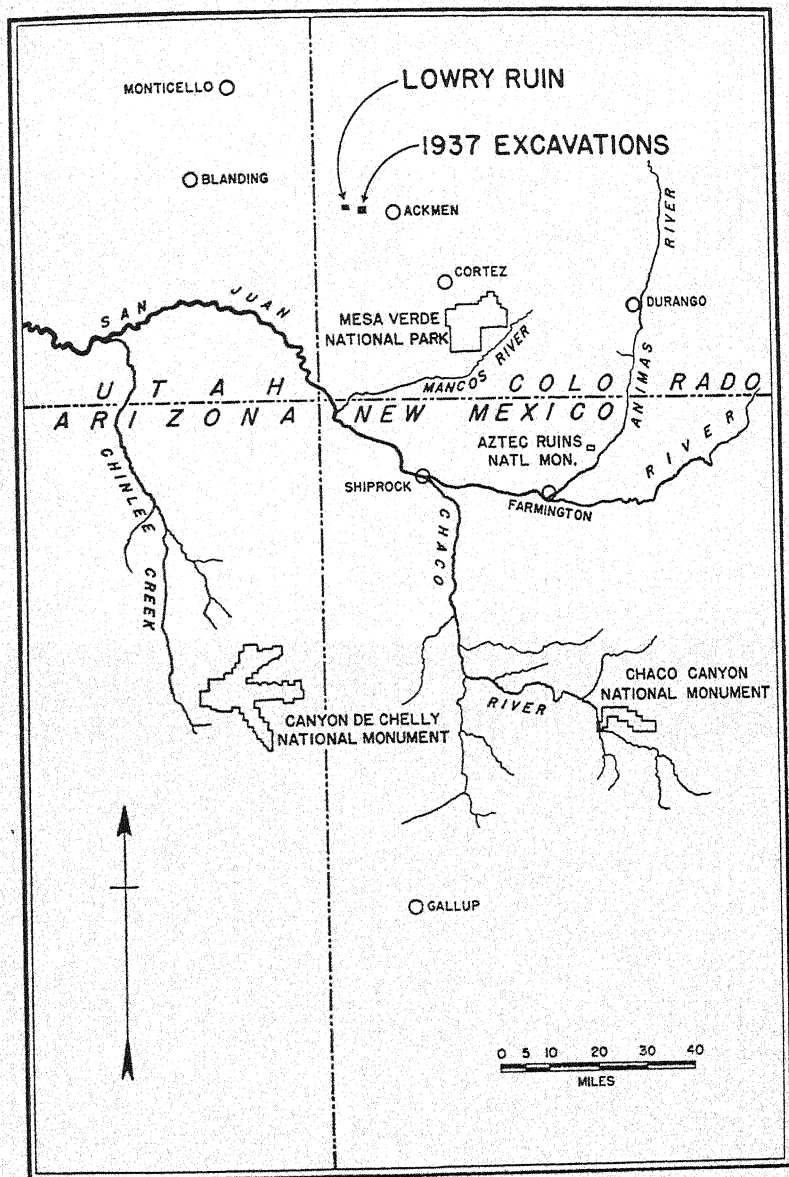 LOWRY RUIN
MONTICELLO
1937 EXCAVATIONS
BLANDING
ACKMEN
RIVER
CORTEZ
SAN JUAN
DURANGO
MESA VERDE
NATIONAL PARK
MANCOS RIVER
ANIMAS
UTAH
COLORADO
ARIZONA
NEW MEXICO
AZTEC RUINS
NATL MON.
RIVER
SHIPROCK
FARMINGTON
CHINLEE
CREEK
CHACO
RIVER
CHACO CANYON
NATIONAL MONUMENT
CANYON DE CHELLY
NATIONAL MONUMENT
GALLUP
0 5 10 20 30 40
MILES